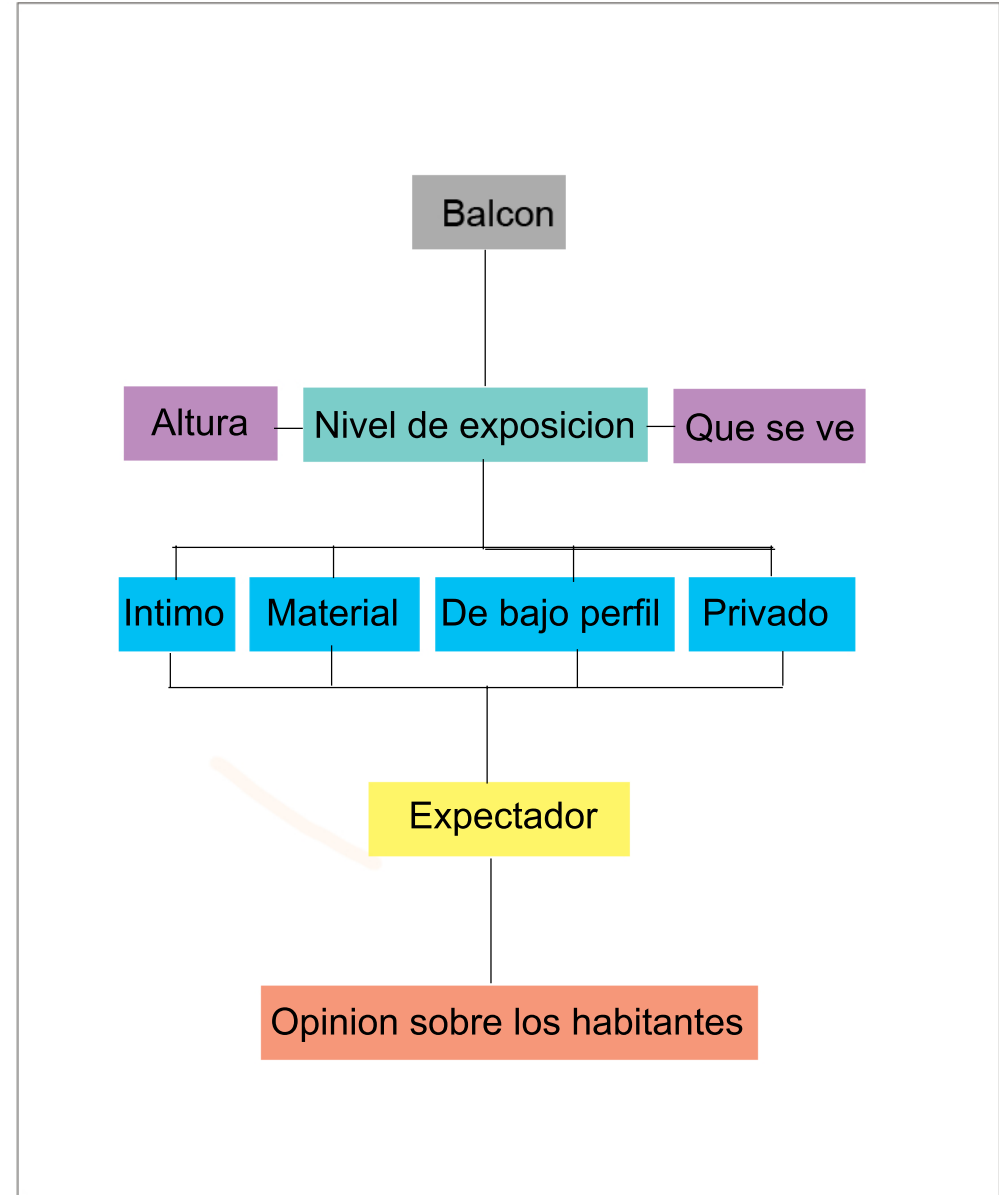 Balcon
Altura
Nivel de exposicion
Que se ve
Intimo
Material
De bajo perfil
Privado
Expectador
Opinion sobre los habitantes